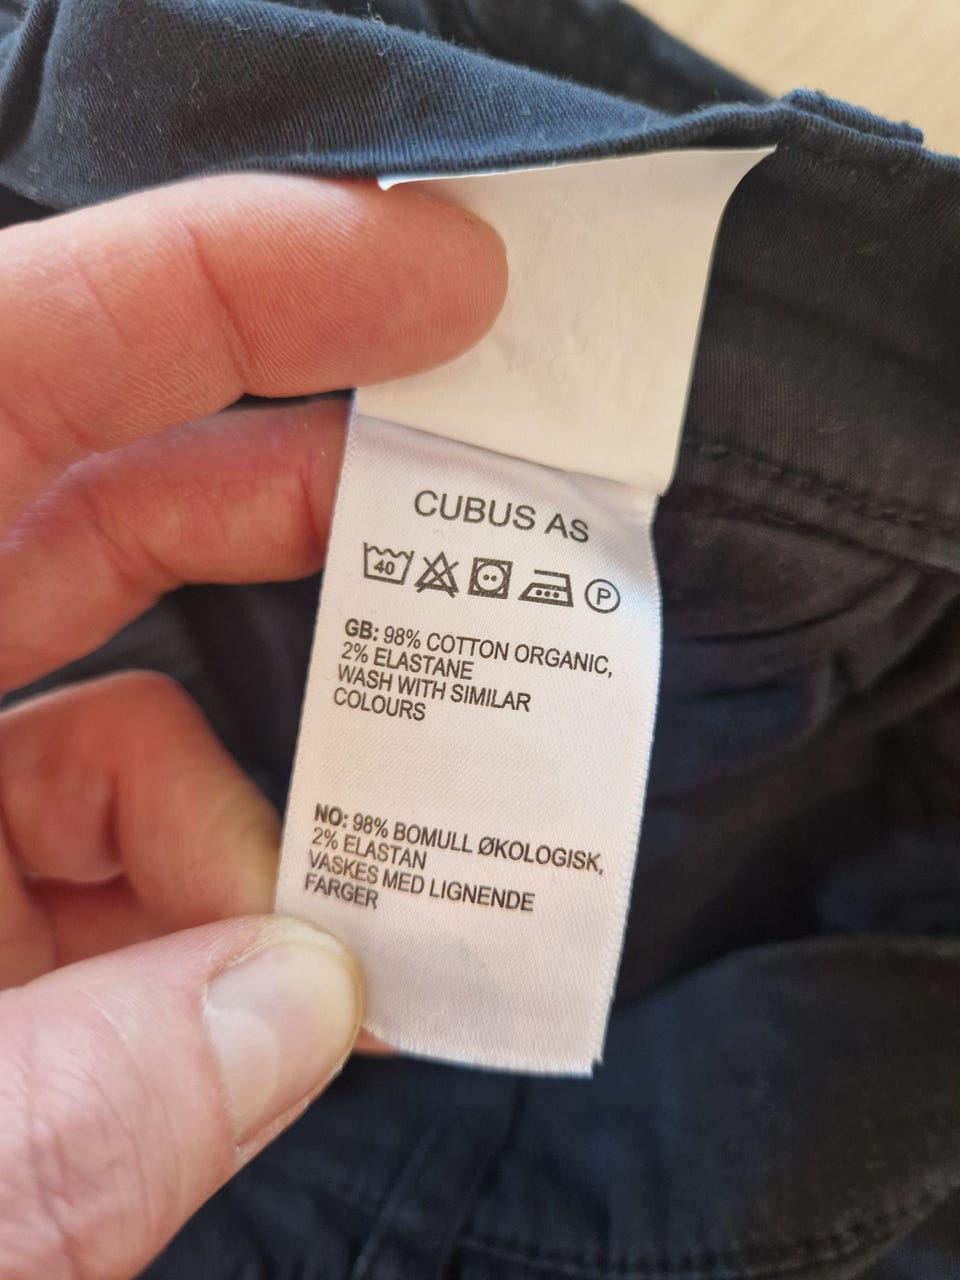 CUBUS AS
40 P
GB: 98% COTTON ORGANIC,
2% ELASTANE
WASH WITH SIMILAR
COLOURS
NO: 98% BOMULL ØKOLOGISK,
2% ELASTAN
VASKES MED LIGNENDE
FARGER